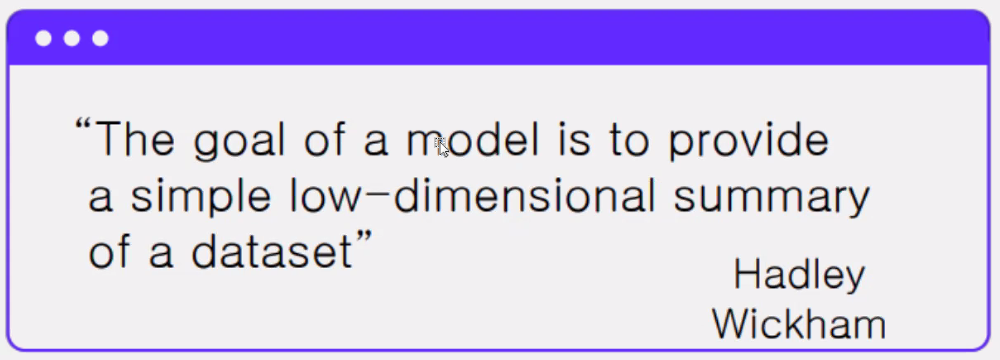 “The goal of a model is to provide
a simple low-dimensional summary
of a dataset”
Hadley
Wickham